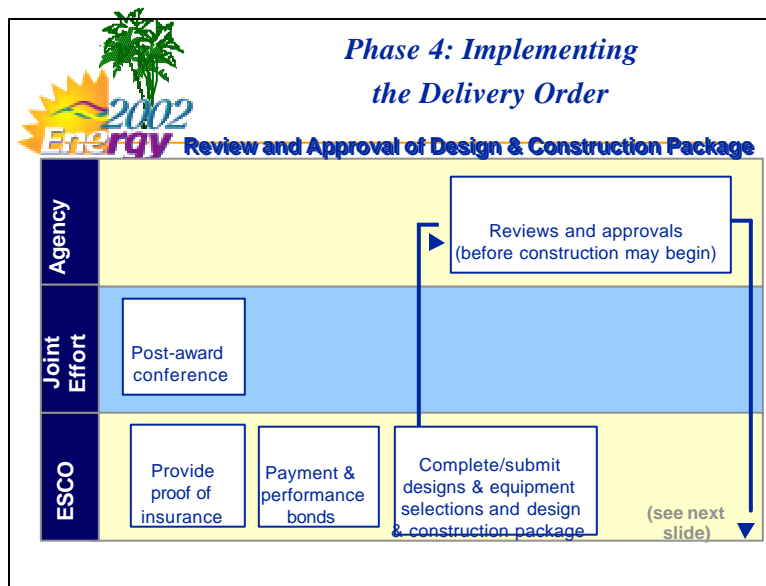 Phase 4: Implementing
the Delivery Order
2002
Energy
Review and Approval of Design & Construction Package
Agency
Reviews and approvals
(before construction may begin)
Joint
Effort
Post-award
conference
ESCO
Provide
proof of
insurance
Payment &
performance
bonds
Complete/submit
designs & equipment
selections and design
& construction package
(see next
slide)